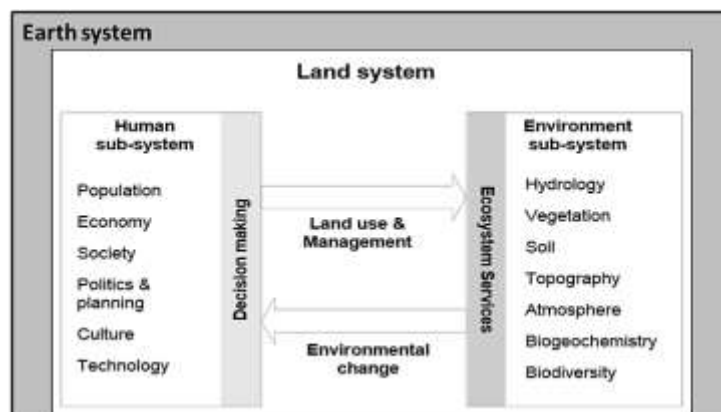 Earth system
Land system
Human
sub-system
Population
Economy
Society
Politics &
planning
Culture
Technology
Decision making
Land use &
Management
Environmental
change
Ecosystem Services
Environment
sub-system
Hydrology
Vegetation
Soil
Topography
Atmosphere
Biogeochemistry
Biodiversity